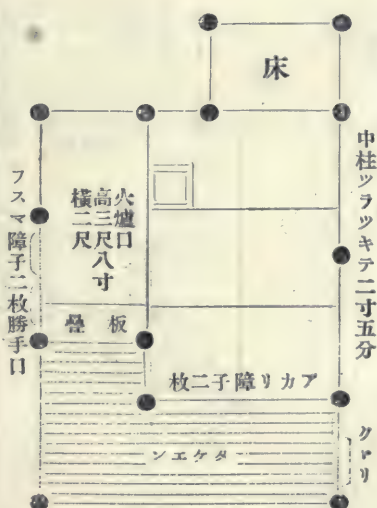 床
中柱ツラツキテ二寸五分
火爐口
高三尺八寸
横二尺
フスマ障子二枚勝手口
疊板
アカリ障子二枚
タケエン
クヾリ